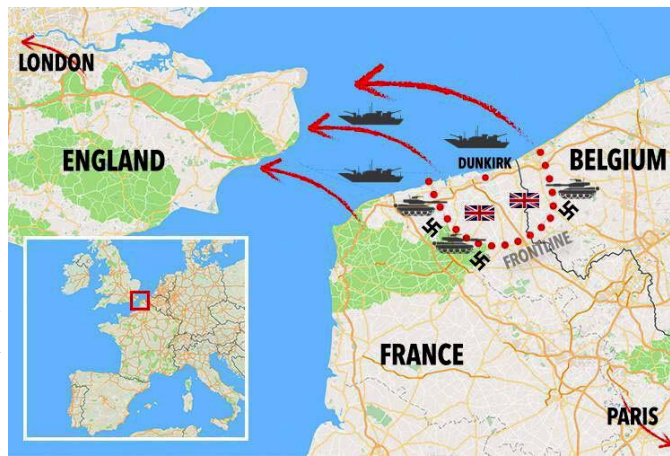 LONDON
ENGLAND
DUNKIRK
BELGIUM
FRONTLINE
FRANCE
PARIS